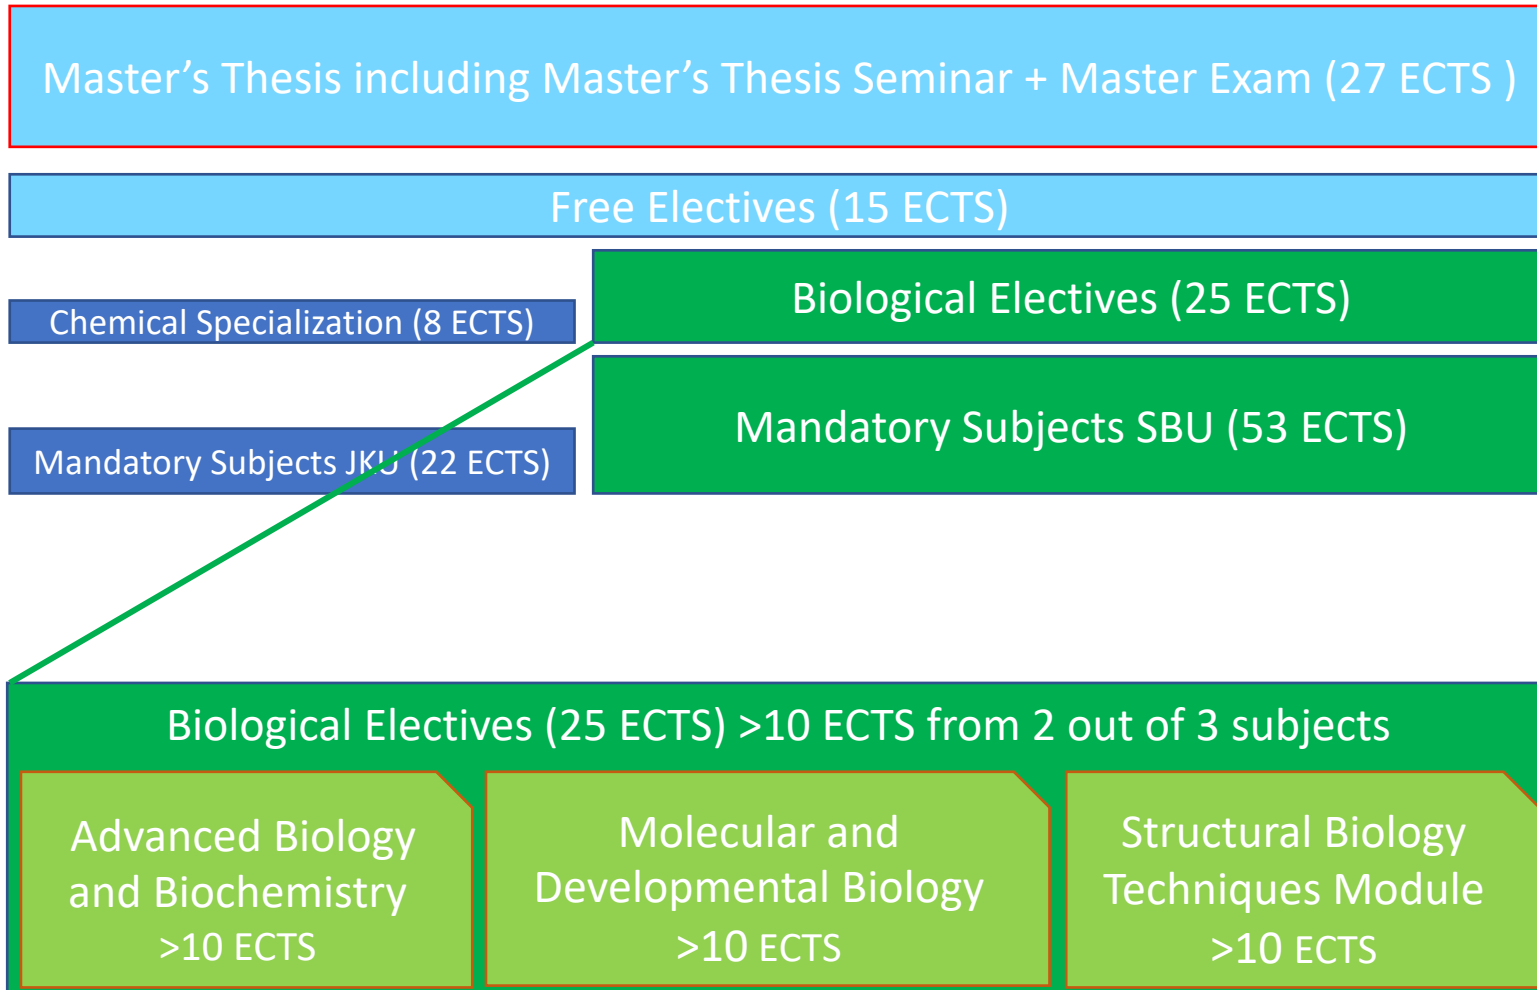 Master’s Thesis including Master’s Thesis Seminar + Master Exam (27 ECTS )
Free Electives (15 ECTS)
Biological Electives (25 ECTS)
Chemical Specialization (8 ECTS)
Mandatory Subjects SBU (53 ECTS)
Mandatory Subjects JKU (22 ECTS)
Biological Electives (25 ECTS) >10 ECTS from 2 out of 3 subjects
Advanced Biology
and Biochemistry
>10 ECTS
Molecular and
Developmental Biology
>10 ECTS
Structural Biology
Techniques Module
>10 ECTS